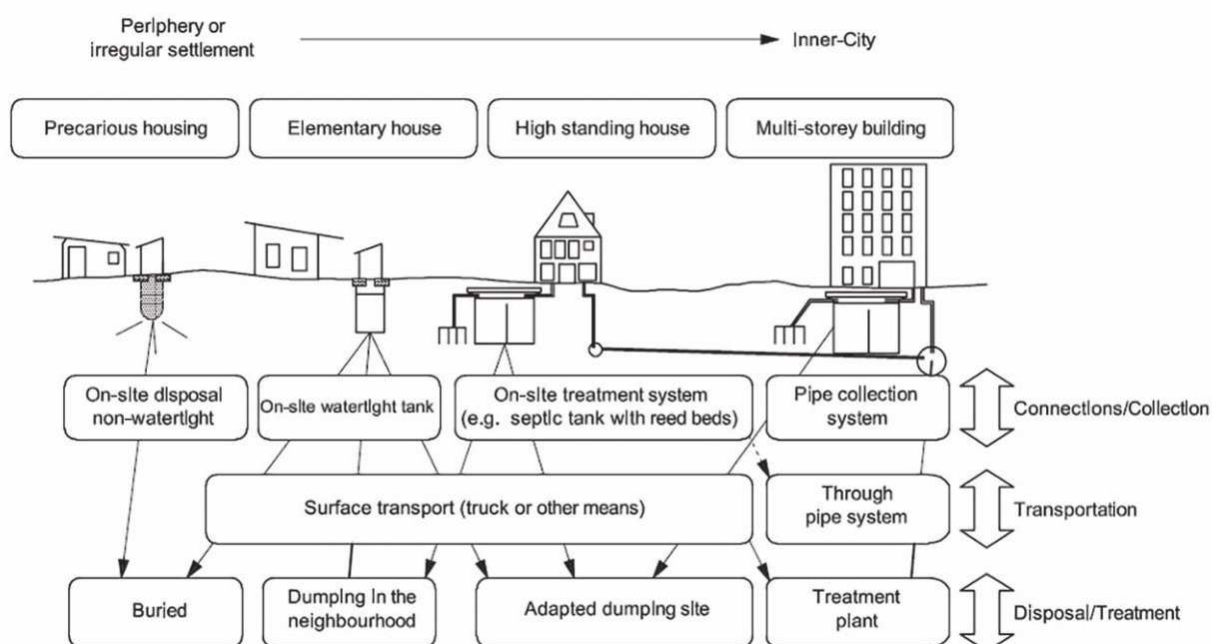 Periphery or
irregular settlement
Inner-City
Precarious housing
Elementary house
High standing house
Multi-storey building
On-site disposal
non-watertight
On-site watertight tank
On-site treatment system
(e.g. septic tank with reed beds)
Pipe collection
system
Connections/Collection
Surface transport (truck or other means)
Through
pipe system
Transportation
Buried
Dumping in the
neighbourhood
Adapted dumping site
Treatment
plant
Disposal/Treatment